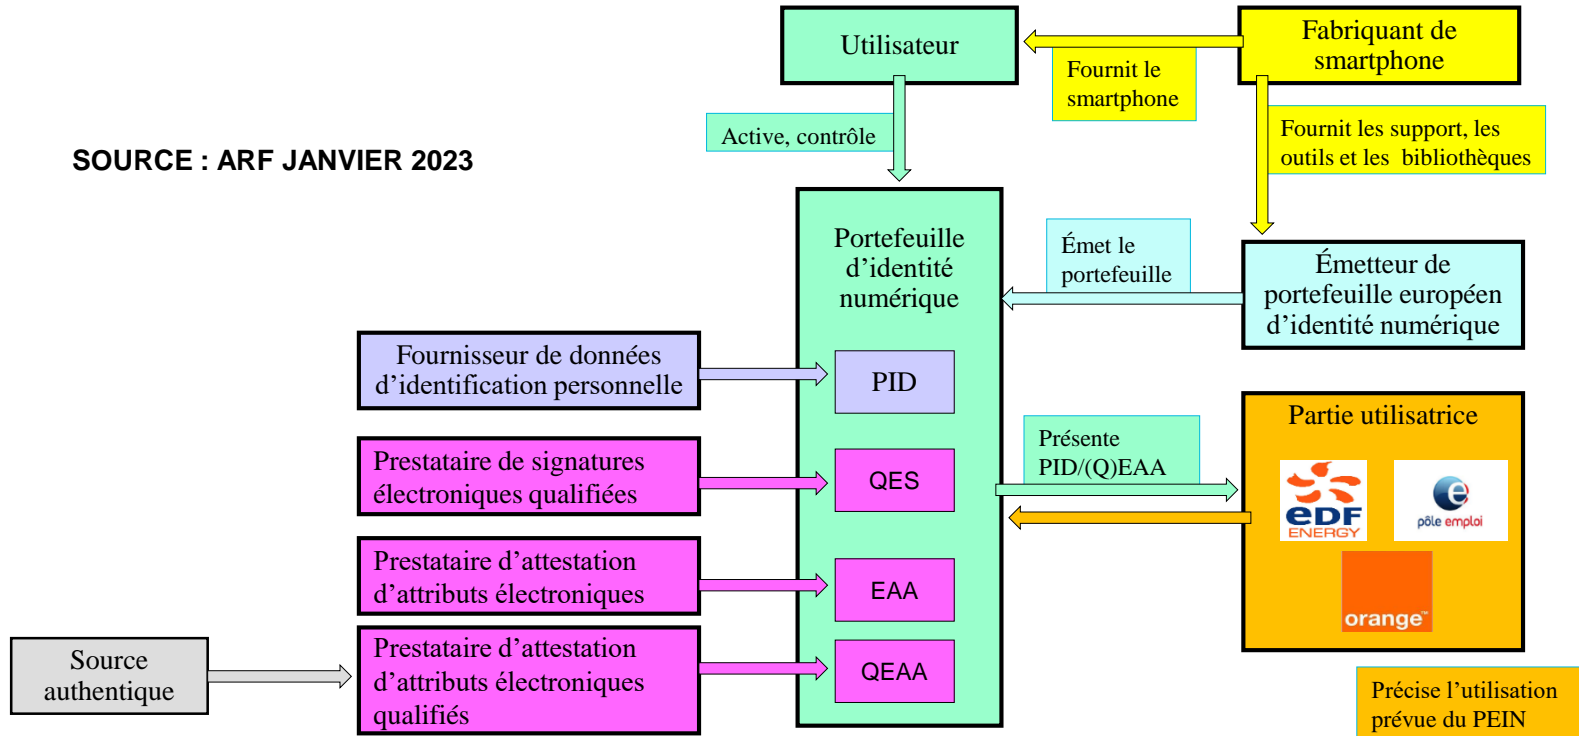 Utilisateur
Fabriquant de
smartphone
Fournit le
smartphone
Active, contrôle
Fournit les support, les
outils et les bibliothèques
SOURCE : ARF JANVIER 2023
Portefeuille
d’identité
numérique
Émet le
portefeuille
Émetteur de
portefeuille européen
d’identité numérique
Fournisseur de données
d’identification personnelle
PID
Partie utilisatrice
Présente
PID/(Q)EAA
Prestataire de signatures
électroniques qualifiées
QES
eDF
ENERGY
pôle emploi
Prestataire d’attestation
d’attributs électroniques
EAA
orange™
Source
authentique
Prestataire d’attestation
d’attributs électroniques
qualifiés
QEAA
Précise l’utilisation
prévue du PEIN